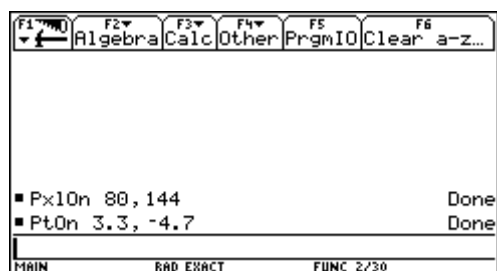 F1 F2 Algebra F3 Calc F4 Other F5 PrgmIO F6 Clear a-z…
▪PxlOn 80,144 Done
▪PtOn 3.3,-4.7 Done
MAIN RAD EXACT FUNC 2/30